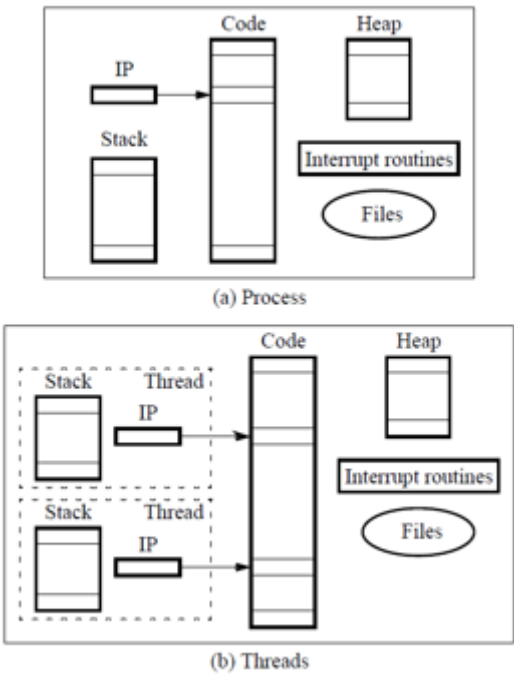 Code
Heap
IP
Stack
Interrupt routines
Files
(a) Process
Code
Heap
Stack
Thread
IP
Interrupt routines
Stack
Thread
Files
IP
(b) Threads